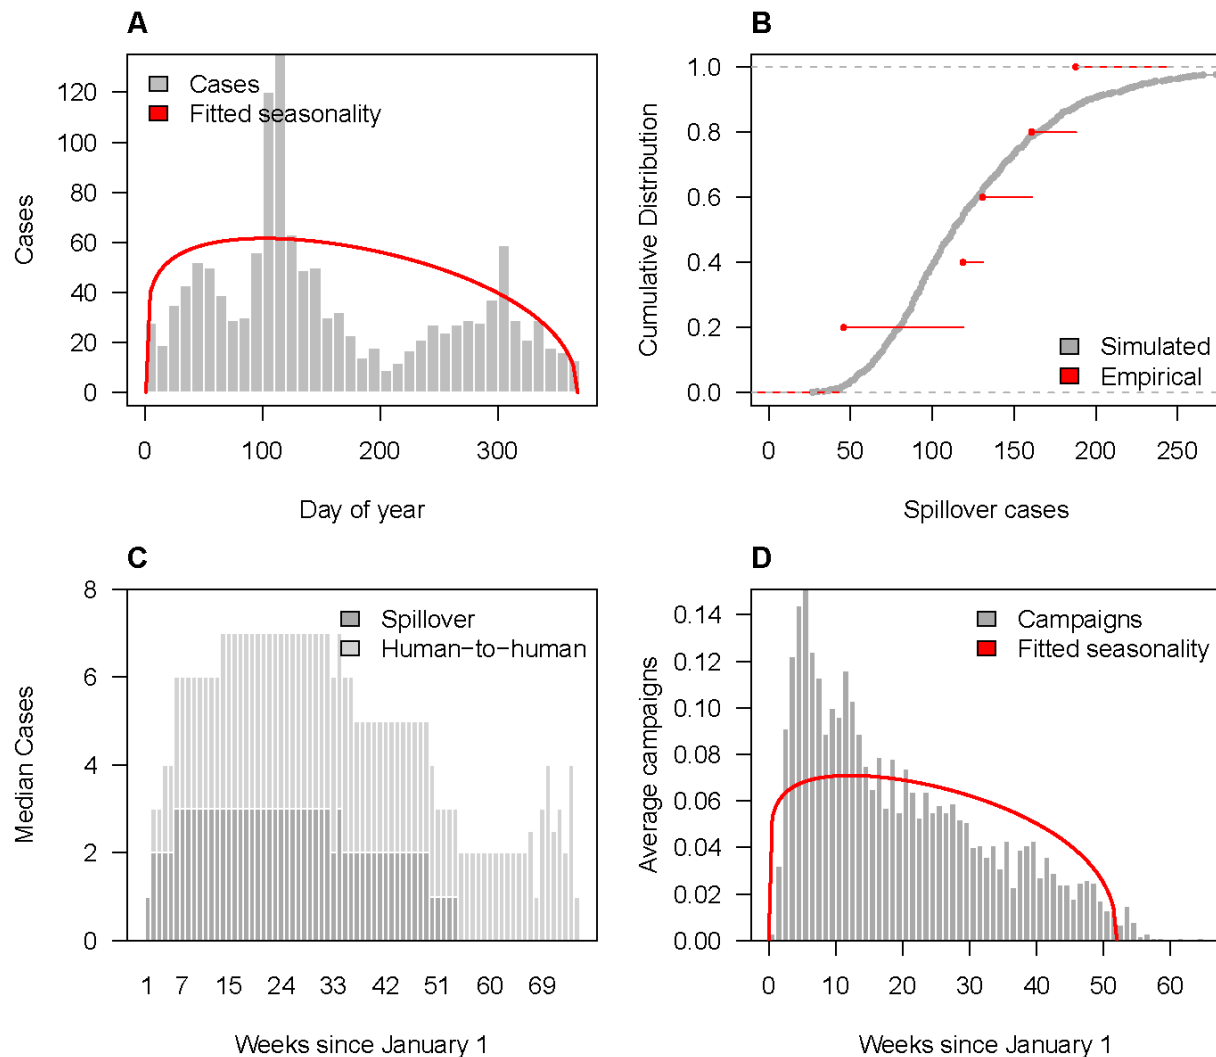 A
Cases
Fitted seasonality
120
100
80
60
40
20
0
Cases
0 100 200 300
Day of year
B
1.0
0.8
0.6
0.4
0.2
0.0
Cumulative Distribution
Simulated
Empirical
0 50 100 150 200 250
Spillover cases
C
8
6
4
2
0
Median Cases
Spillover
Human−to−human
1 7 15 24 33 42 51 60 69
Weeks since January 1
D
0.14
0.12
0.10
0.08
0.06
0.04
0.02
0.00
Average campaigns
Campaigns
Fitted seasonality
0 10 20 30 40 50 60
Weeks since January 1